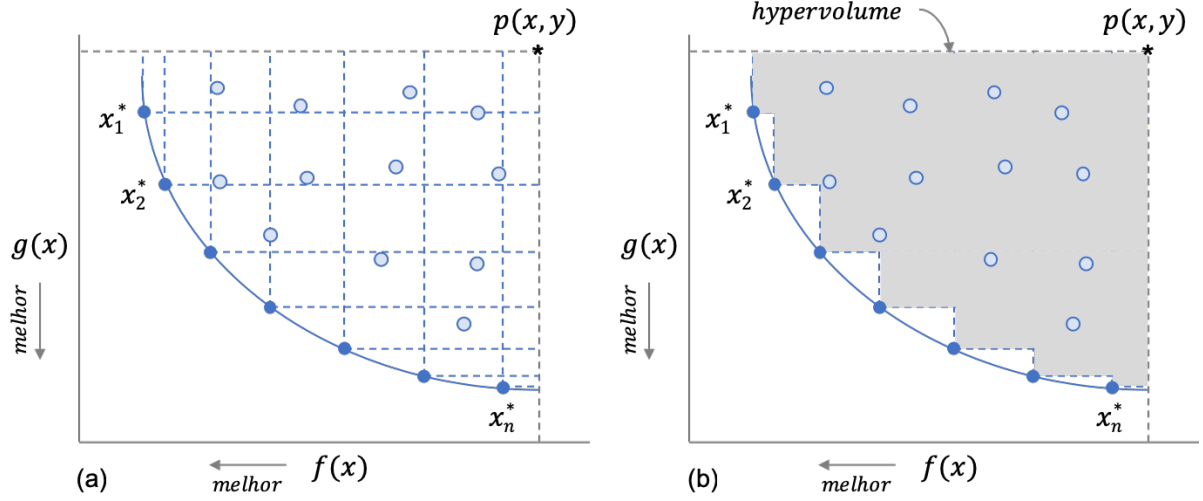 p(x, y)
*
x₁*
x₂*
g(x)
melhor
xₙ*
f(x)
melhor
(a)
hypervolume
p(x, y)
*
x₁*
x₂*
g(x)
melhor
xₙ*
f(x)
melhor
(b)